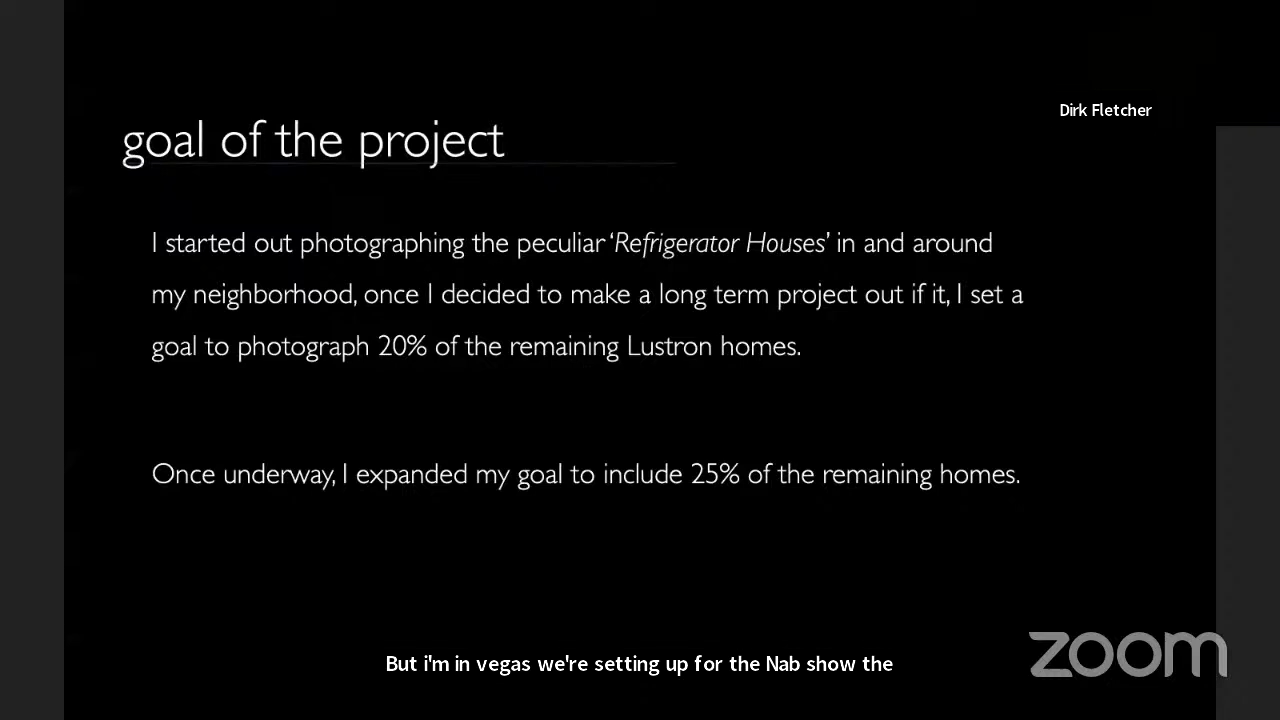 Dirk Fletcher
goal of the project
I started out photographing the peculiar ‘Refrigerator Houses’ in and around
my neighborhood, once I decided to make a long term project out if it, I set a
goal to photograph 20% of the remaining Lustron homes.
Once underway, I expanded my goal to include 25% of the remaining homes.
But i'm in vegas we're setting up for the Nab show the
zoom